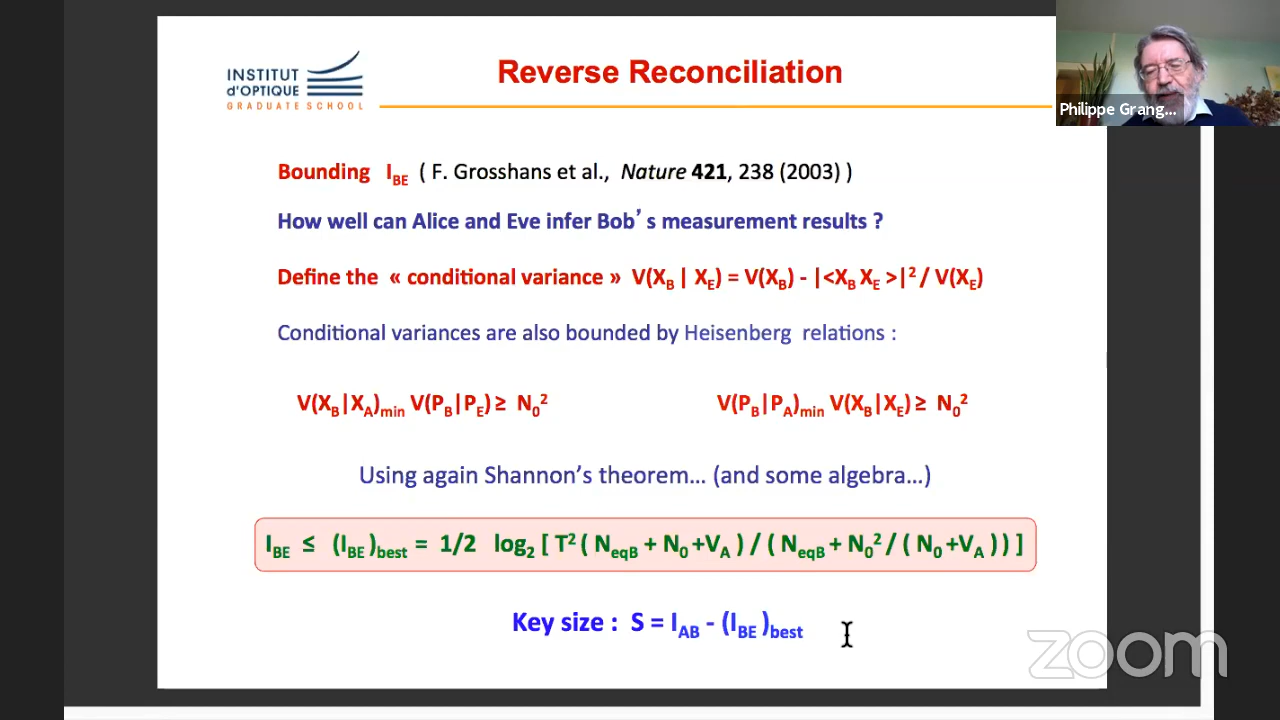 INSTITUT
d'OPTIQUE
GRADUATE SCHOOL
Reverse Reconciliation
Philippe Grang...
Bounding I_BE ( F. Grosshans et al., Nature 421, 238 (2003) )
How well can Alice and Eve infer Bob's measurement results ?
Define the « conditional variance » V(X_B | X_E) = V(X_B) - |<X_B X_E >|² / V(X_E)
Conditional variances are also bounded by Heisenberg relations :
V(X_B|X_A)_min V(P_B|P_E) ≥ N_0² V(P_B|P_A)_min V(X_B|X_E) ≥ N_0²
Using again Shannon's theorem... (and some algebra...)
I_BE ≤ (I_BE)_best = 1/2 log_2 [ T² ( N_eqB + N_0 +V_A ) / ( N_eqB + N_0² / ( N_0 +V_A ) ) ]
Key size : S = I_AB - (I_BE)_best
zoom